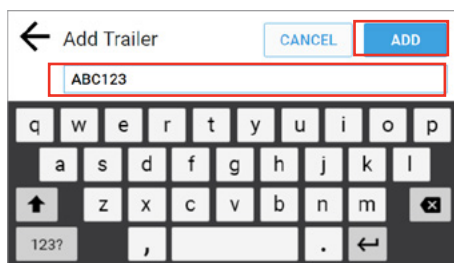 Add Trailer CANCEL ADD
ABC123
q w e r t y u i o p
a s d f g h j k l
z x c v b n m
123? , .